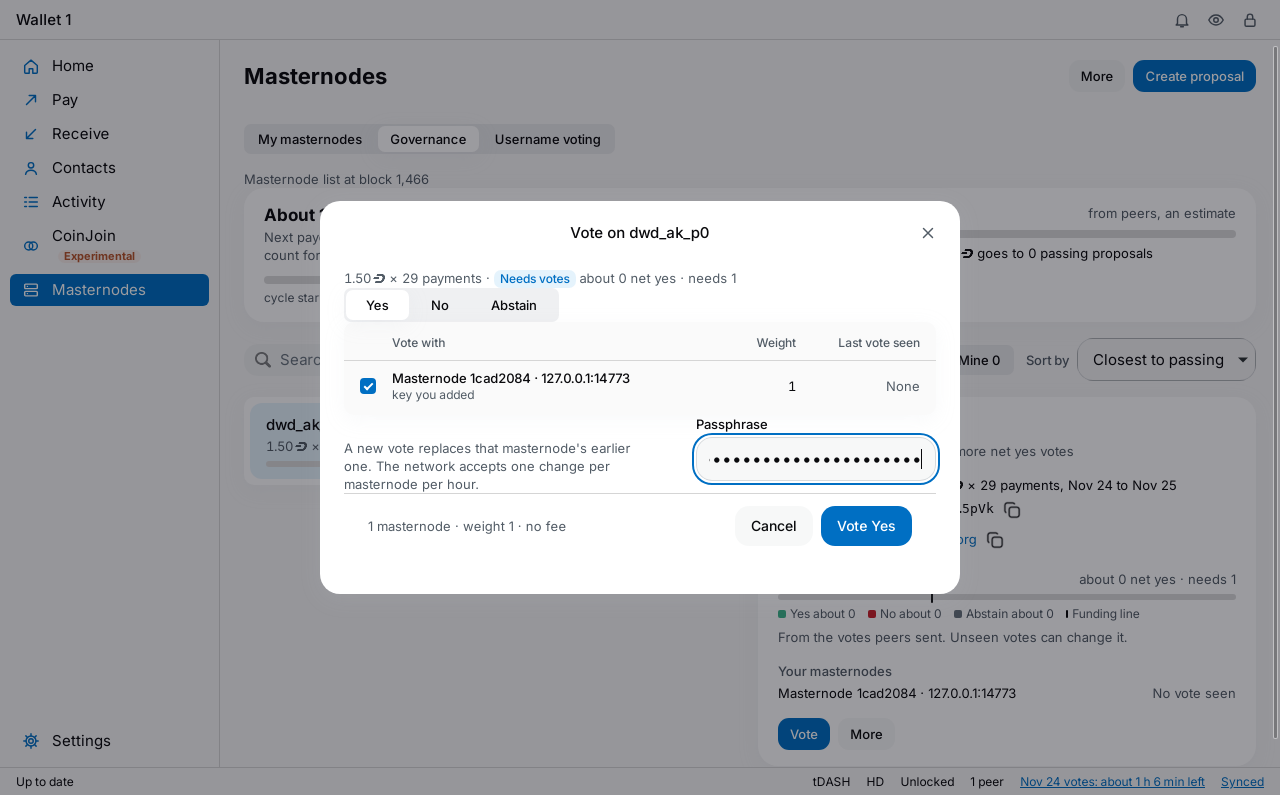 Wallet 1
Home
Pay
Receive
Contacts
Activity
CoinJoin
Experimental
Masternodes
Settings
Masternodes
More
Create proposal
My masternodes
Governance
Username voting
Masternode list at block 1,466
About
from peers, an estimate
Next pay
count for
goes to 0 passing proposals
cycle star
Searc
Mine 0
Sort by
Closest to passing
dwd_ak
1.50 ×
more net yes votes
× 29 payments, Nov 24 to Nov 25
.5pVk
org
about 0 net yes · needs 1
Yes about 0
No about 0
Abstain about 0
Funding line
From the votes peers sent. Unseen votes can change it.
Your masternodes
Masternode 1cad2084 · 127.0.0.1:14773
No vote seen
Vote
More
Vote on dwd_ak_p0
1.50 × 29 payments · Needs votes about 0 net yes · needs 1
Yes
No
Abstain
Vote with
Weight
Last vote seen
Masternode 1cad2084 · 127.0.0.1:14773
key you added
1
None
Passphrase
A new vote replaces that masternode's earlier
one. The network accepts one change per
masternode per hour.
1 masternode · weight 1 · no fee
Cancel
Vote Yes
Up to date
tDASH
HD
Unlocked
1 peer
Nov 24 votes: about 1 h 6 min left
Synced